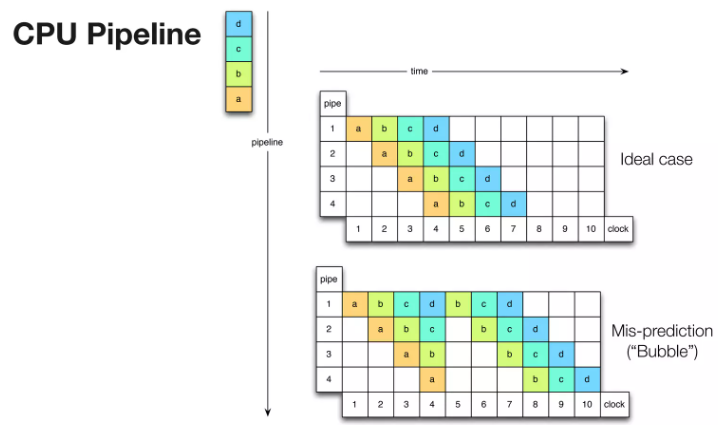 CPU Pipeline
d
c
b
a
pipeline
time
pipe
1 a b c d
2 a b c d
3 a b c d
4 a b c d
1 2 3 4 5 6 7 8 9 10 clock
Ideal case
pipe
1 a b c d b c d
2 a b c b c d
3 a b b c d
4 a b c d
1 2 3 4 5 6 7 8 9 10 clock
Mis-prediction
("Bubble")